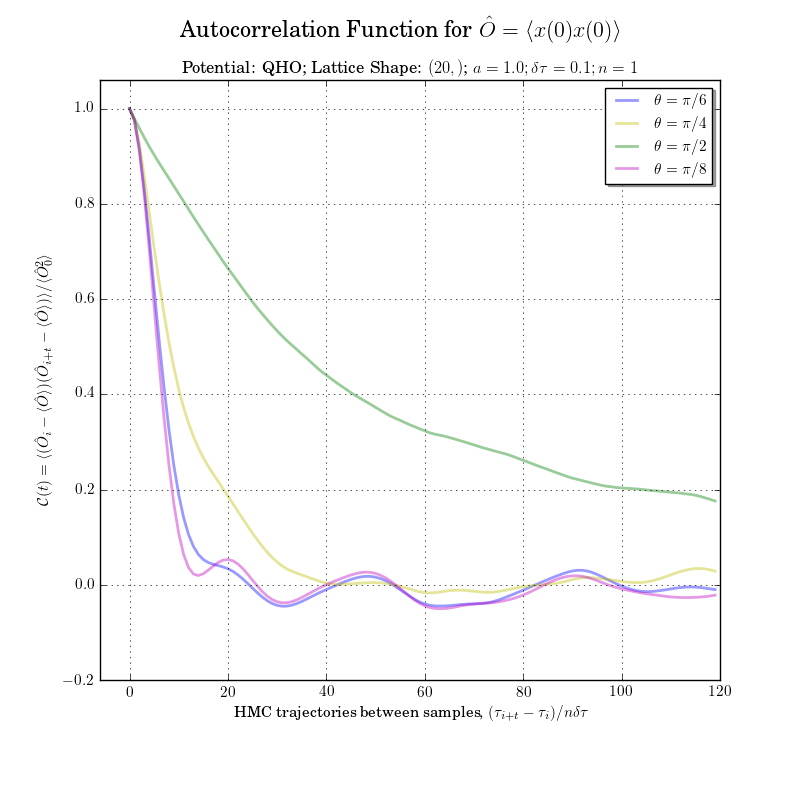 Autocorrelation Function for Ô = ⟨x(0)x(0)⟩
Potential: QHO; Lattice Shape: (20,); a = 1.0; δτ = 0.1; n = 1
θ = π/6
θ = π/4
θ = π/2
θ = π/8
1.0
0.8
0.6
0.4
0.2
0.0
−0.2
C(t) = ⟨(Ô_i − ⟨Ô⟩)(Ô_{i+t} − ⟨Ô⟩)⟩/⟨Ô_0^2⟩
0 20 40 60 80 100 120
HMC trajectories between samples, (τ_{i+t} − τ_i)/nδτ